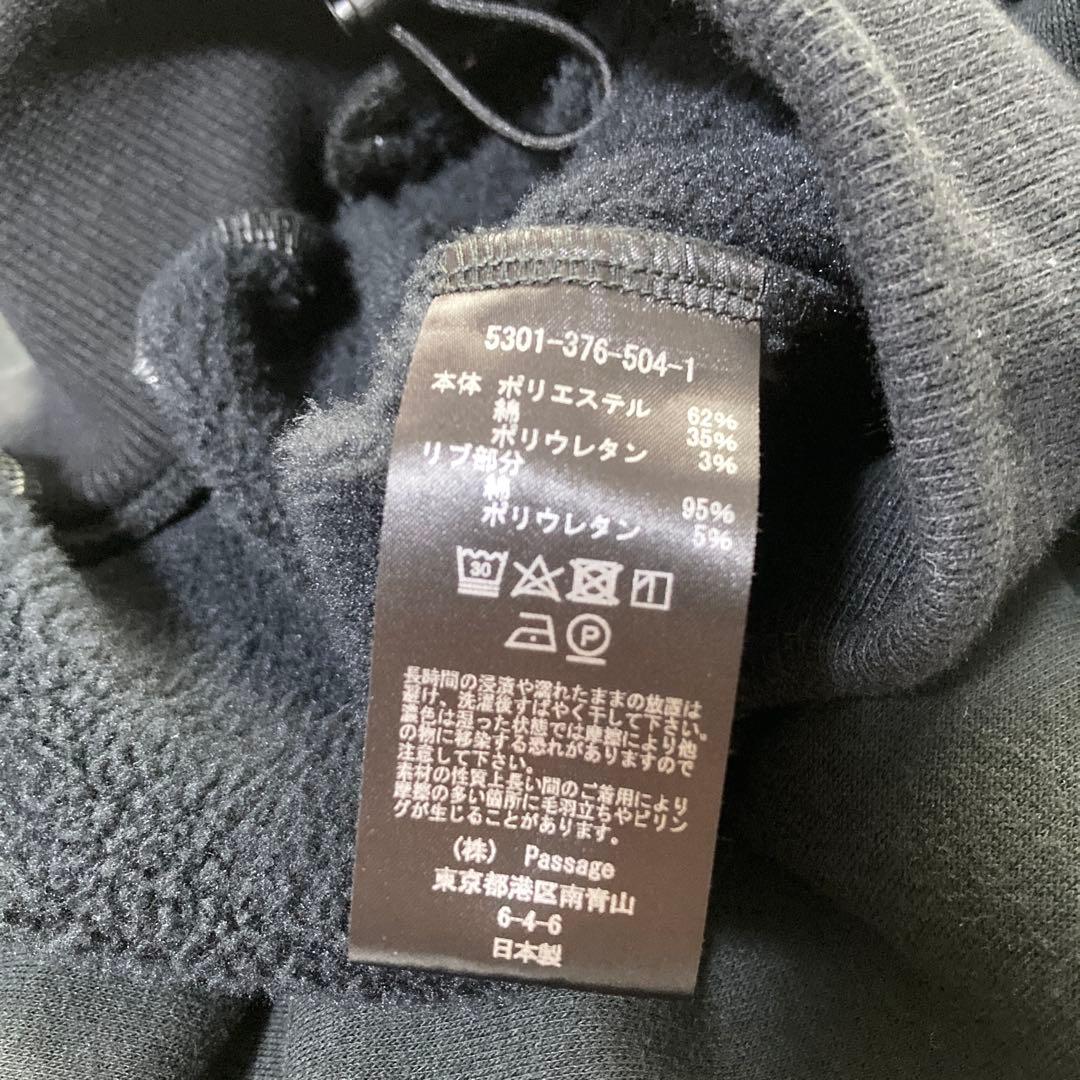 5301-376-504-1
本体 ポリエステル 62%
綿 35%
ポリウレタン 3%
リブ部分
綿 95%
ポリウレタン 5%
30
P
長時間の浸漬や濡れたままの放置は
避け、洗濯後すばやく干して下さい。
濃色は湿った状態では摩擦により他
の物に移染する恐れがありますので
注意して下さい。
素材の性質上長い間のご着用により
摩擦の多い箇所に毛羽立ちやピリン
グが生じることがあります。
(株) Passage
東京都港区南青山
6-4-6
日本製